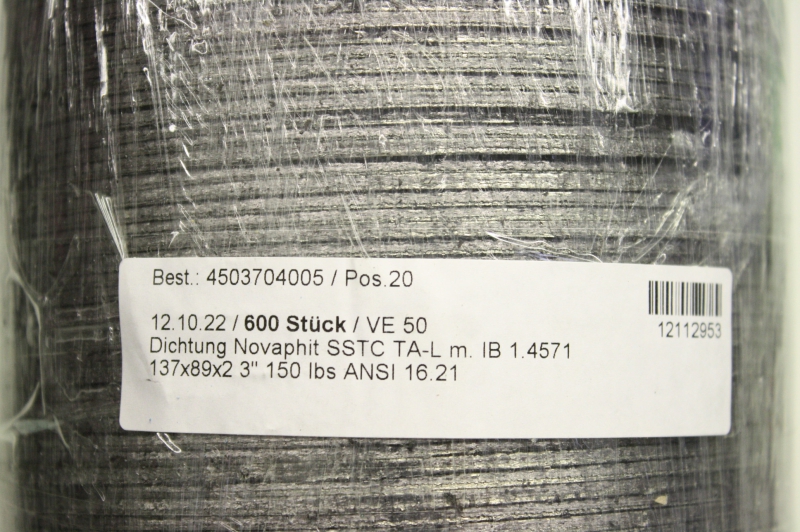 Best.: 4503704005 / Pos.20
12.10.22 / 600 Stück / VE 50
Dichtung Novaphit SSTC TA-L m. IB 1.4571
137x89x2 3" 150 lbs ANSI 16.21
12112953